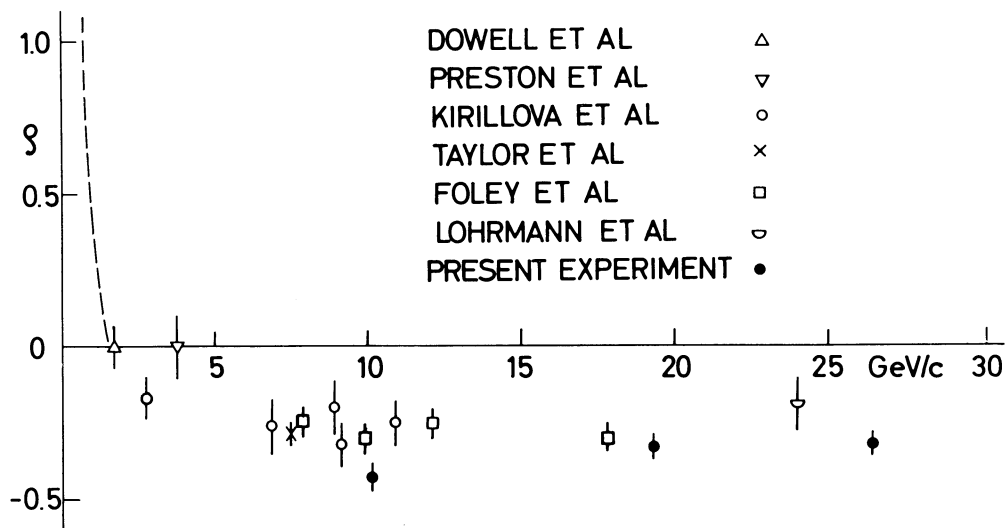 1.0
ρ
0.5
0
-0.5
DOWELL ET AL
PRESTON ET AL
KIRILLOVA ET AL
TAYLOR ET AL
FOLEY ET AL
LOHRMANN ET AL
PRESENT EXPERIMENT
5 10 15 20 25 GeV/c 30